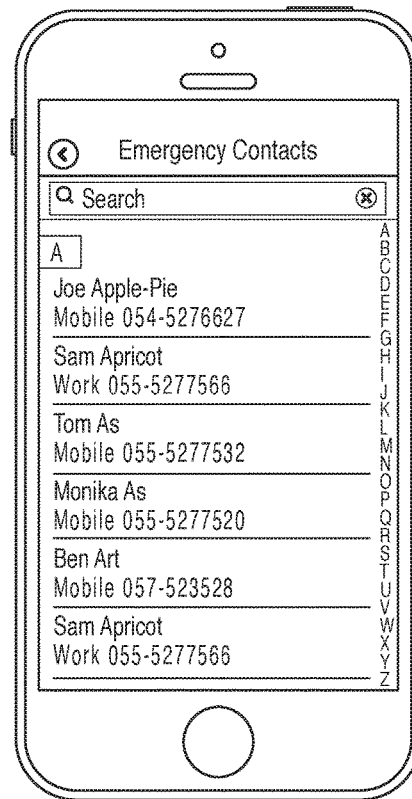 Emergency Contacts
Search
A
Joe Apple-Pie
Mobile 054-5276627
Sam Apricot
Work 055-5277566
Tom As
Mobile 055-5277532
Monika As
Mobile 055-5277520
Ben Art
Mobile 057-523528
Sam Apricot
Work 055-5277566
A
B
C
D
E
F
G
H
I
J
K
L
M
N
O
P
Q
R
S
T
U
V
W
X
Y
Z